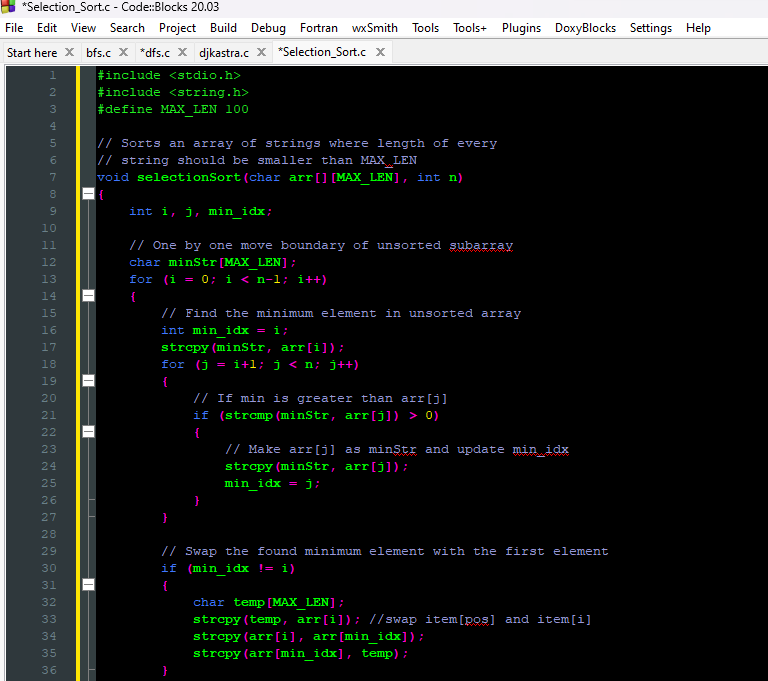 *Selection_Sort.c - Code::Blocks 20.03
File Edit View Search Project Build Debug Fortran wxSmith Tools Tools+ Plugins DoxyBlocks Settings Help
Start here bfs.c *dfs.c djkastra.c *Selection_Sort.c
1 #include <stdio.h>
2 #include <string.h>
3 #define MAX_LEN 100
4
5 // Sorts an array of strings where length of every
6 // string should be smaller than MAX_LEN
7 void selectionSort(char arr[][MAX_LEN], int n)
8 {
9     int i, j, min_idx;
10
11     // One by one move boundary of unsorted subarray
12     char minStr[MAX_LEN];
13     for (i = 0; i < n-1; i++)
14     {
15         // Find the minimum element in unsorted array
16         int min_idx = i;
17         strcpy(minStr, arr[i]);
18         for (j = i+1; j < n; j++)
19         {
20             // If min is greater than arr[j]
21             if (strcmp(minStr, arr[j]) > 0)
22             {
23                 // Make arr[j] as minStr and update min_idx
24                 strcpy(minStr, arr[j]);
25                 min_idx = j;
26             }
27         }
28
29         // Swap the found minimum element with the first element
30         if (min_idx != i)
31         {
32             char temp[MAX_LEN];
33             strcpy(temp, arr[i]); //swap item[pos] and item[i]
34             strcpy(arr[i], arr[min_idx]);
35             strcpy(arr[min_idx], temp);
36         }